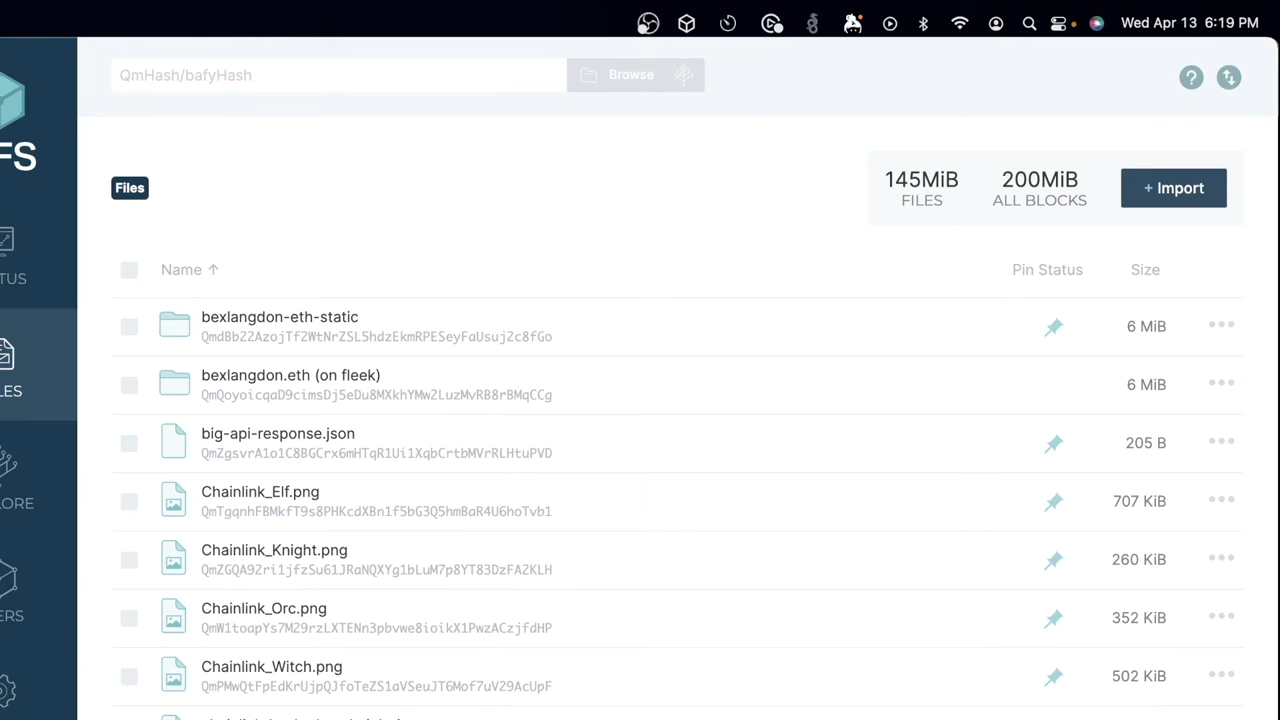 Wed Apr 13 6:19 PM
QmHash/bafyHash
Browse
FS
Files
145MiB
FILES
200MiB
ALL BLOCKS
+ Import
TUS
LES
LORE
ERS
Name ↑
Pin Status
Size
bexlangdon-eth-static
QmdBb2ZAzojTf2WtNrZSL5hdzEkmRPESeyFaUsuj2c8fGo
6 MiB
bexlangdon.eth (on fleek)
QmQoyoicqaD9cimsDj5eDu8MXkhYMw2LuzMvRB8rBMqCCg
6 MiB
big-api-response.json
QmZgsvrA1o1C8BGCrx6mHTqR1Ui1XqbCrtbMVrRLHtuPVD
205 B
Chainlink_Elf.png
QmTgqnhFBMkfT9s8PHKcdXBn1f5bG3Q5hmBaR4U6hoTvb1
707 KiB
Chainlink_Knight.png
QmZGQA92ri1jfzSu61JRaNQXYg1bLuM7p8YT83DzFA2KLH
260 KiB
Chainlink_Orc.png
QmW1toapYs7M29rzLXTENn3pbvwe8ioikX1PwzACzjfdHP
352 KiB
Chainlink_Witch.png
QmPMwQtFpEdKrUjpQJfoTeZS1aVSeuJT6Mof7uV29AcUpF
502 KiB